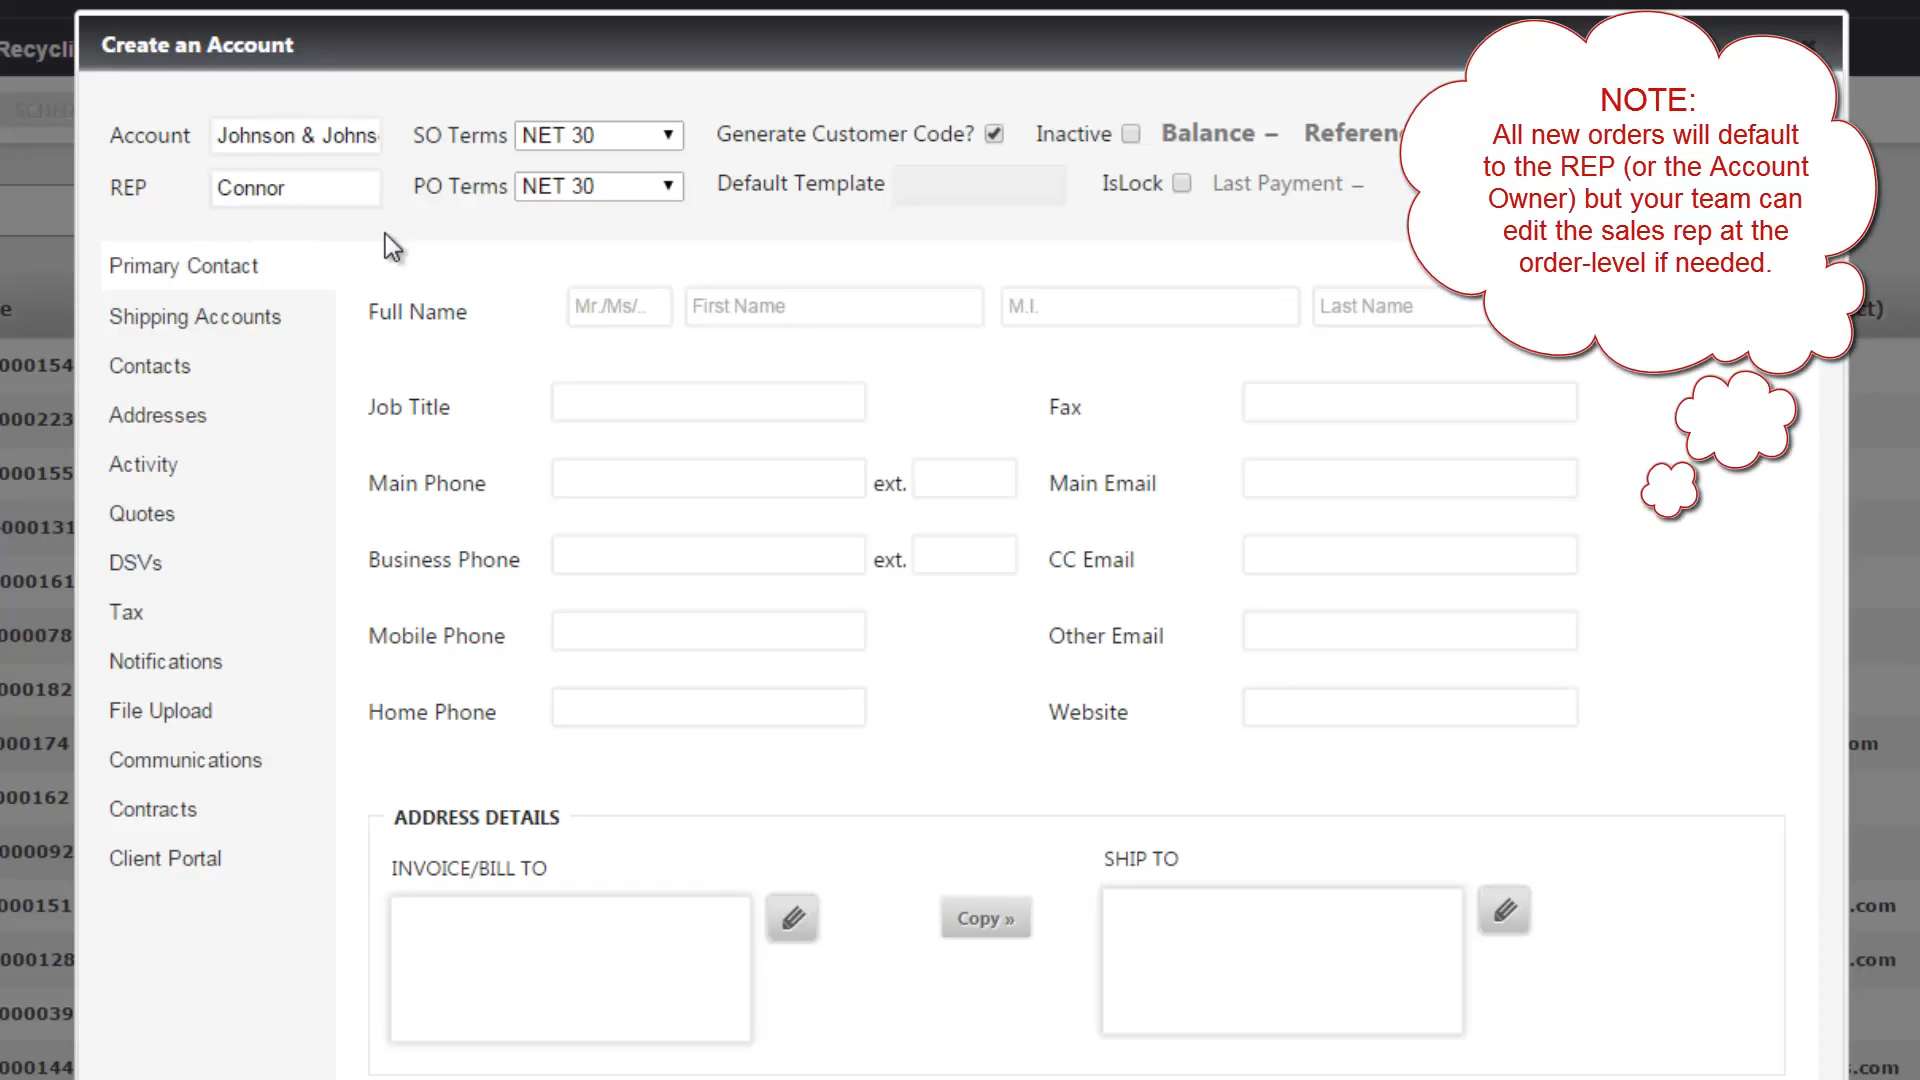 Create an Account
Recycli
SCHED
Account Johnson & Johns SO Terms NET 30 Generate Customer Code? Inactive Balance – Referen
REP Connor PO Terms NET 30 Default Template IsLock Last Payment –
NOTE:
All new orders will default
to the REP (or the Account
Owner) but your team can
edit the sales rep at the
order-level if needed.
Primary Contact
Shipping Accounts
Contacts
Addresses
Activity
Quotes
DSVs
Tax
Notifications
File Upload
Communications
Contracts
Client Portal
Full Name Mr./Ms/.. First Name M.I. Last Name
Job Title Fax
Main Phone ext. Main Email
Business Phone ext. CC Email
Mobile Phone Other Email
Home Phone Website
ADDRESS DETAILS
INVOICE/BILL TO SHIP TO
Copy »
e
000154
000223
000155
-000131
000161
000078
000182
000174
000162
000092
000151
000128
000039
000144
ct)
om
.com
.com
s.com